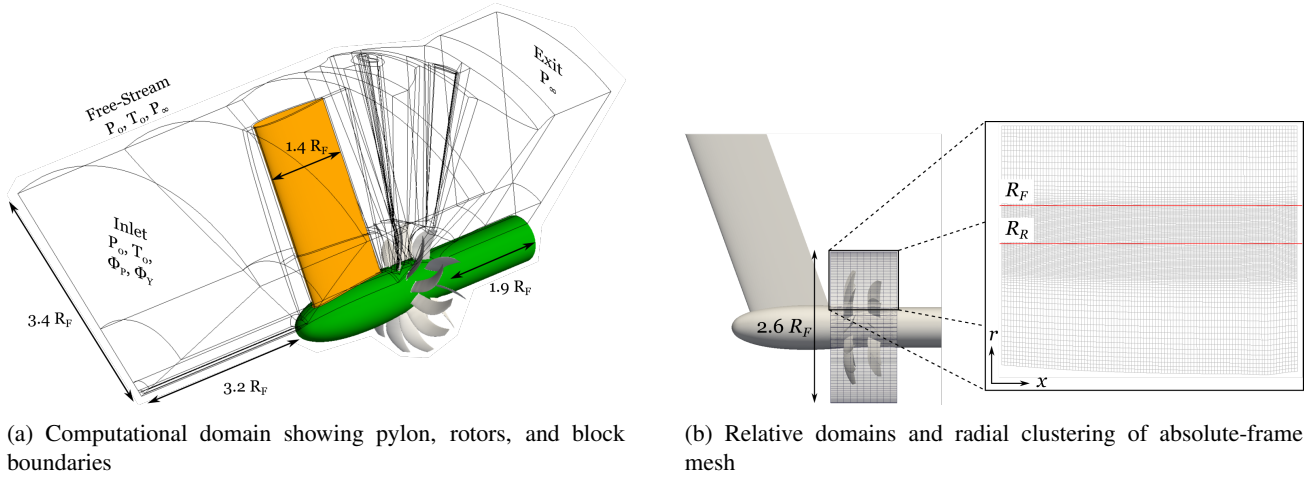 Free-Stream
P₀, T₀, P∞
Exit
P∞
1.4 R_F
Inlet
P₀, T₀,
Φ_P, Φ_Y
3.4 R_F
3.2 R_F
1.9 R_F
2.6 R_F
R_F
R_R
r
x
(a) Computational domain showing pylon, rotors, and block
boundaries
(b) Relative domains and radial clustering of absolute-frame
mesh